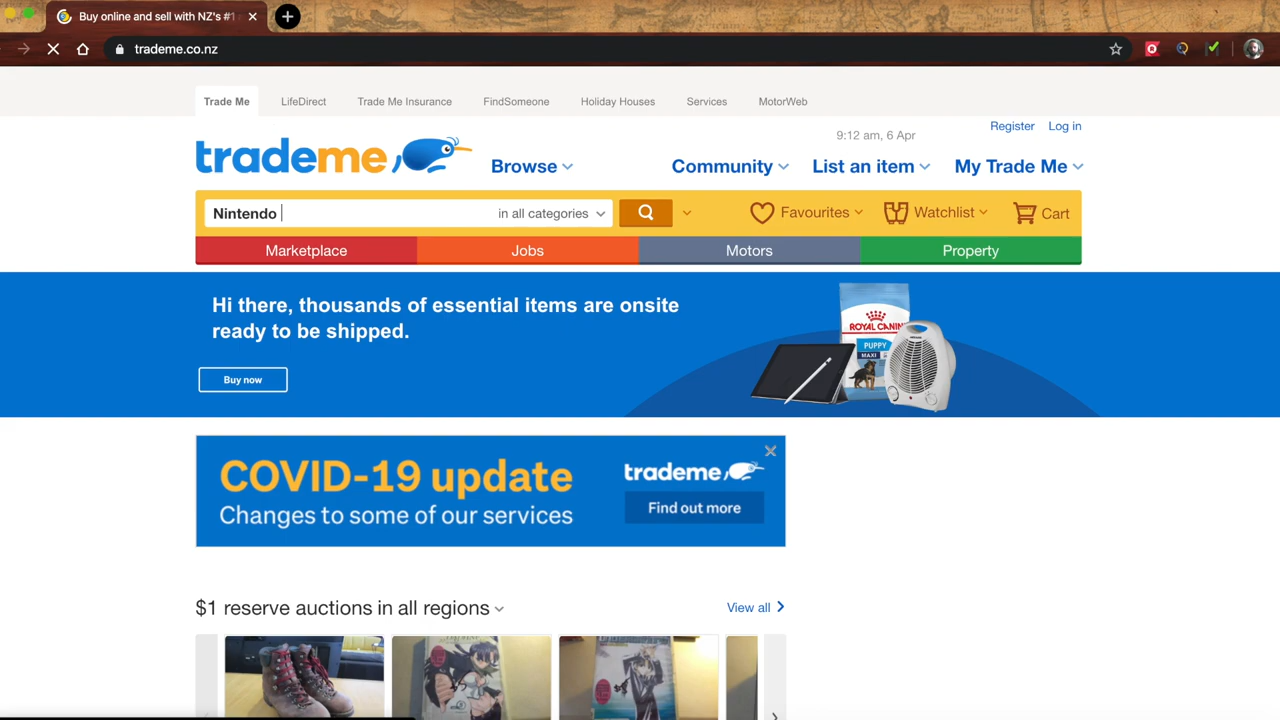 Buy online and sell with NZ's #1
trademe.co.nz
Trade Me LifeDirect Trade Me Insurance FindSomeone Holiday Houses Services MotorWeb
9:12 am, 6 Apr Register Log in
trademe Browse Community List an item My Trade Me
Nintendo in all categories Favourites Watchlist Cart
Marketplace Jobs Motors Property
Hi there, thousands of essential items are onsite
ready to be shipped.
Buy now
ROYAL CANIN
PUPPY
MAXI
COVID-19 update
Changes to some of our services
trademe
Find out more
$1 reserve auctions in all regions View all